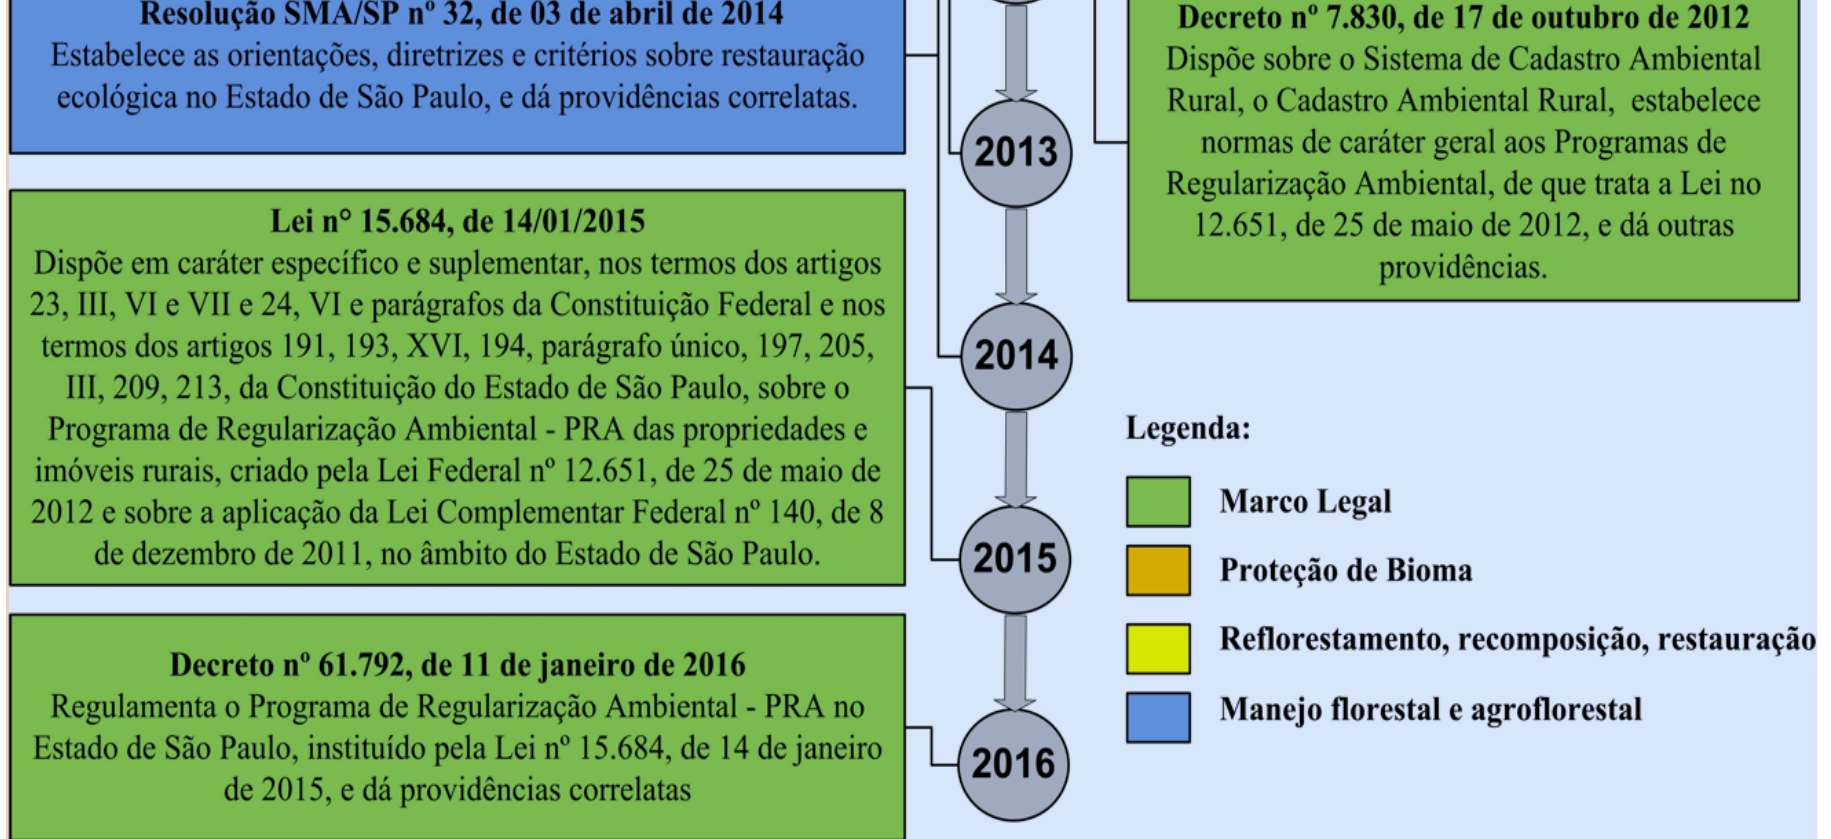 Resolução SMA/SP nº 32, de 03 de abril de 2014
Estabelece as orientações, diretrizes e critérios sobre restauração
ecológica no Estado de São Paulo, e dá providências correlatas.
Lei n° 15.684, de 14/01/2015
Dispõe em caráter específico e suplementar, nos termos dos artigos
23, III, VI e VII e 24, VI e parágrafos da Constituição Federal e nos
termos dos artigos 191, 193, XVI, 194, parágrafo único, 197, 205,
III, 209, 213, da Constituição do Estado de São Paulo, sobre o
Programa de Regularização Ambiental - PRA das propriedades e
imóveis rurais, criado pela Lei Federal nº 12.651, de 25 de maio de
2012 e sobre a aplicação da Lei Complementar Federal nº 140, de 8
de dezembro de 2011, no âmbito do Estado de São Paulo.
Decreto nº 61.792, de 11 de janeiro de 2016
Regulamenta o Programa de Regularização Ambiental - PRA no
Estado de São Paulo, instituído pela Lei nº 15.684, de 14 de janeiro
de 2015, e dá providências correlatas
2013
2014
2015
2016
Decreto nº 7.830, de 17 de outubro de 2012
Dispõe sobre o Sistema de Cadastro Ambiental
Rural, o Cadastro Ambiental Rural, estabelece
normas de caráter geral aos Programas de
Regularização Ambiental, de que trata a Lei no
12.651, de 25 de maio de 2012, e dá outras
providências.
Legenda:
Marco Legal
Proteção de Bioma
Reflorestamento, recomposição, restauração
Manejo florestal e agroflorestal